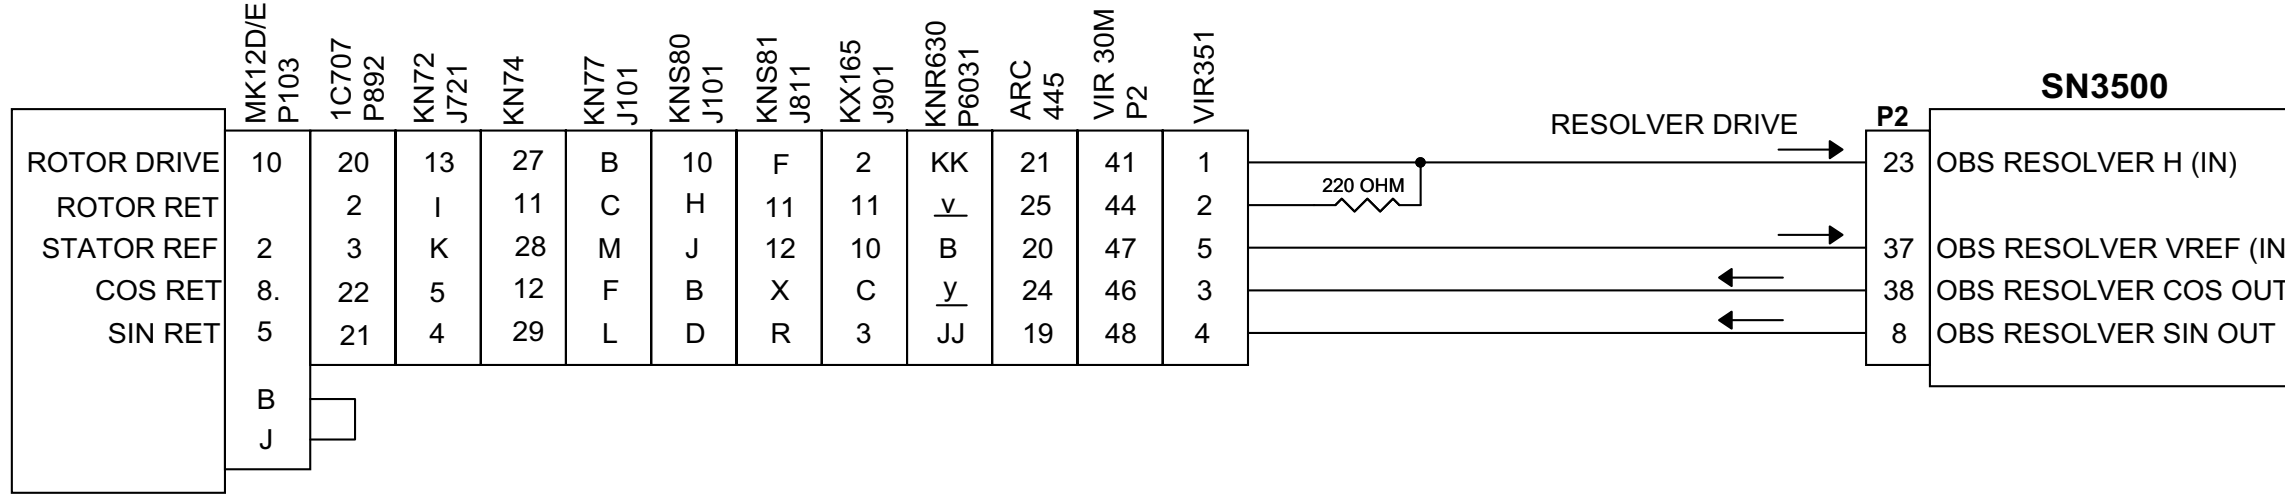 MK12D/E P103
1C707 P892
KN72 J721
KN74
KN77 J101
KNS80 J101
KNS81 J811
KX165 J901
KNR630 P6031
ARC 445
VIR 30M P2
VIR351
SN3500
RESOLVER DRIVE
P2
ROTOR DRIVE 10 20 13 27 B 10 F 2 KK 21 41 1 23 OBS RESOLVER H (IN)
220 OHM
ROTOR RET 2 I 11 C H 11 11 v 25 44 2
STATOR REF 2 3 K 28 M J 12 10 B 20 47 5 37 OBS RESOLVER VREF (IN
COS RET 8. 22 5 12 F B X C y 24 46 3 38 OBS RESOLVER COS OUT
SIN RET 5 21 4 29 L D R 3 JJ 19 48 4 8 OBS RESOLVER SIN OUT
B
J